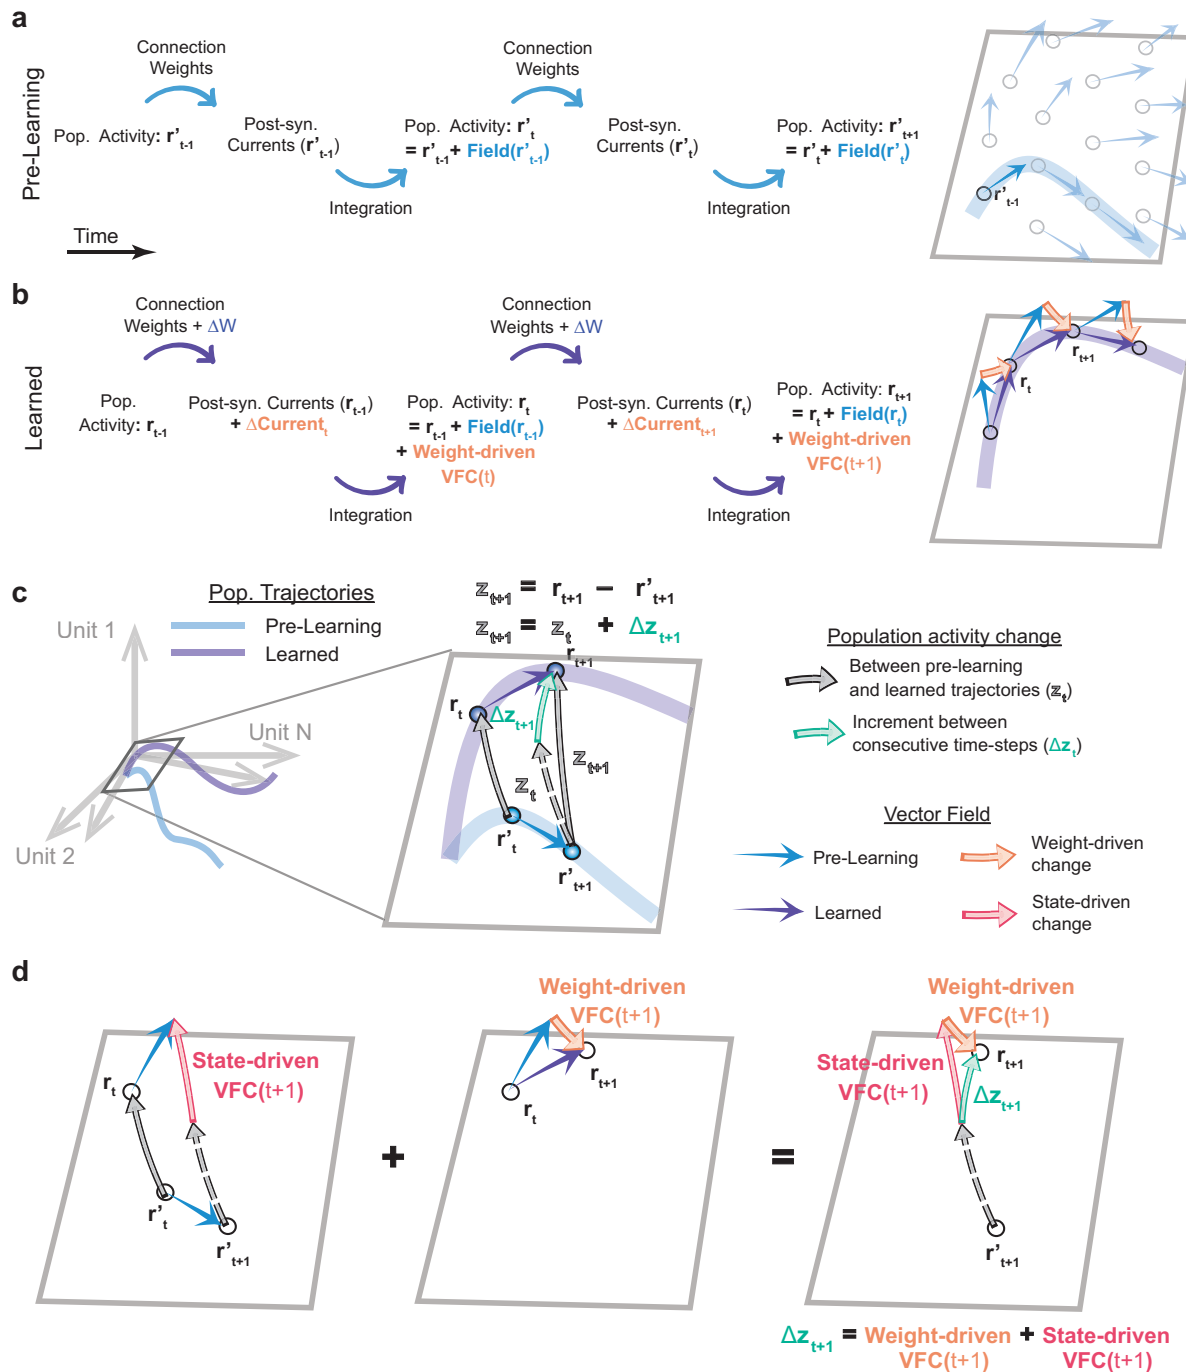 a
Pre-Learning
Connection
Weights
Connection
Weights
Pop. Activity: r't-1
Post-syn.
Currents (r't-1)
Pop. Activity: r't
= r't-1 + Field(r't-1)
Post-syn.
Currents (r't)
Pop. Activity: r't+1
= r't + Field(r't)
Integration
Integration
Time
r't-1
b
Learned
Connection
Weights + ΔW
Connection
Weights + ΔW
Pop.
Activity: rt-1
Post-syn. Currents (rt-1)
+ ΔCurrentt
Pop. Activity: rt
= rt-1 + Field(rt-1)
+ Weight-driven
VFC(t)
Post-syn. Currents (rt)
+ ΔCurrentt+1
Pop. Activity: rt+1
= rt + Field(rt)
+ Weight-driven
VFC(t+1)
Integration
Integration
rt
rt+1
c
Pop. Trajectories
Pre-Learning
Learned
Unit 1
Unit N
Unit 2
zt+1 = rt+1 − r't+1
zt+1 = zt + Δzt+1
rt+1
rt
Δzt+1
zt
zt+1
r't
r't+1
Population activity change
Between pre-learning
and learned trajectories (zt)
Increment between
consecutive time-steps (Δzt)
Vector Field
Pre-Learning
Weight-driven
change
Learned
State-driven
change
d
rt
State-driven
VFC(t+1)
r't
r't+1
+
Weight-driven
VFC(t+1)
rt
rt+1
=
Weight-driven
VFC(t+1)
State-driven
VFC(t+1)
rt+1
Δzt+1
r't+1
Δzt+1 = Weight-driven + State-driven
VFC(t+1) VFC(t+1)